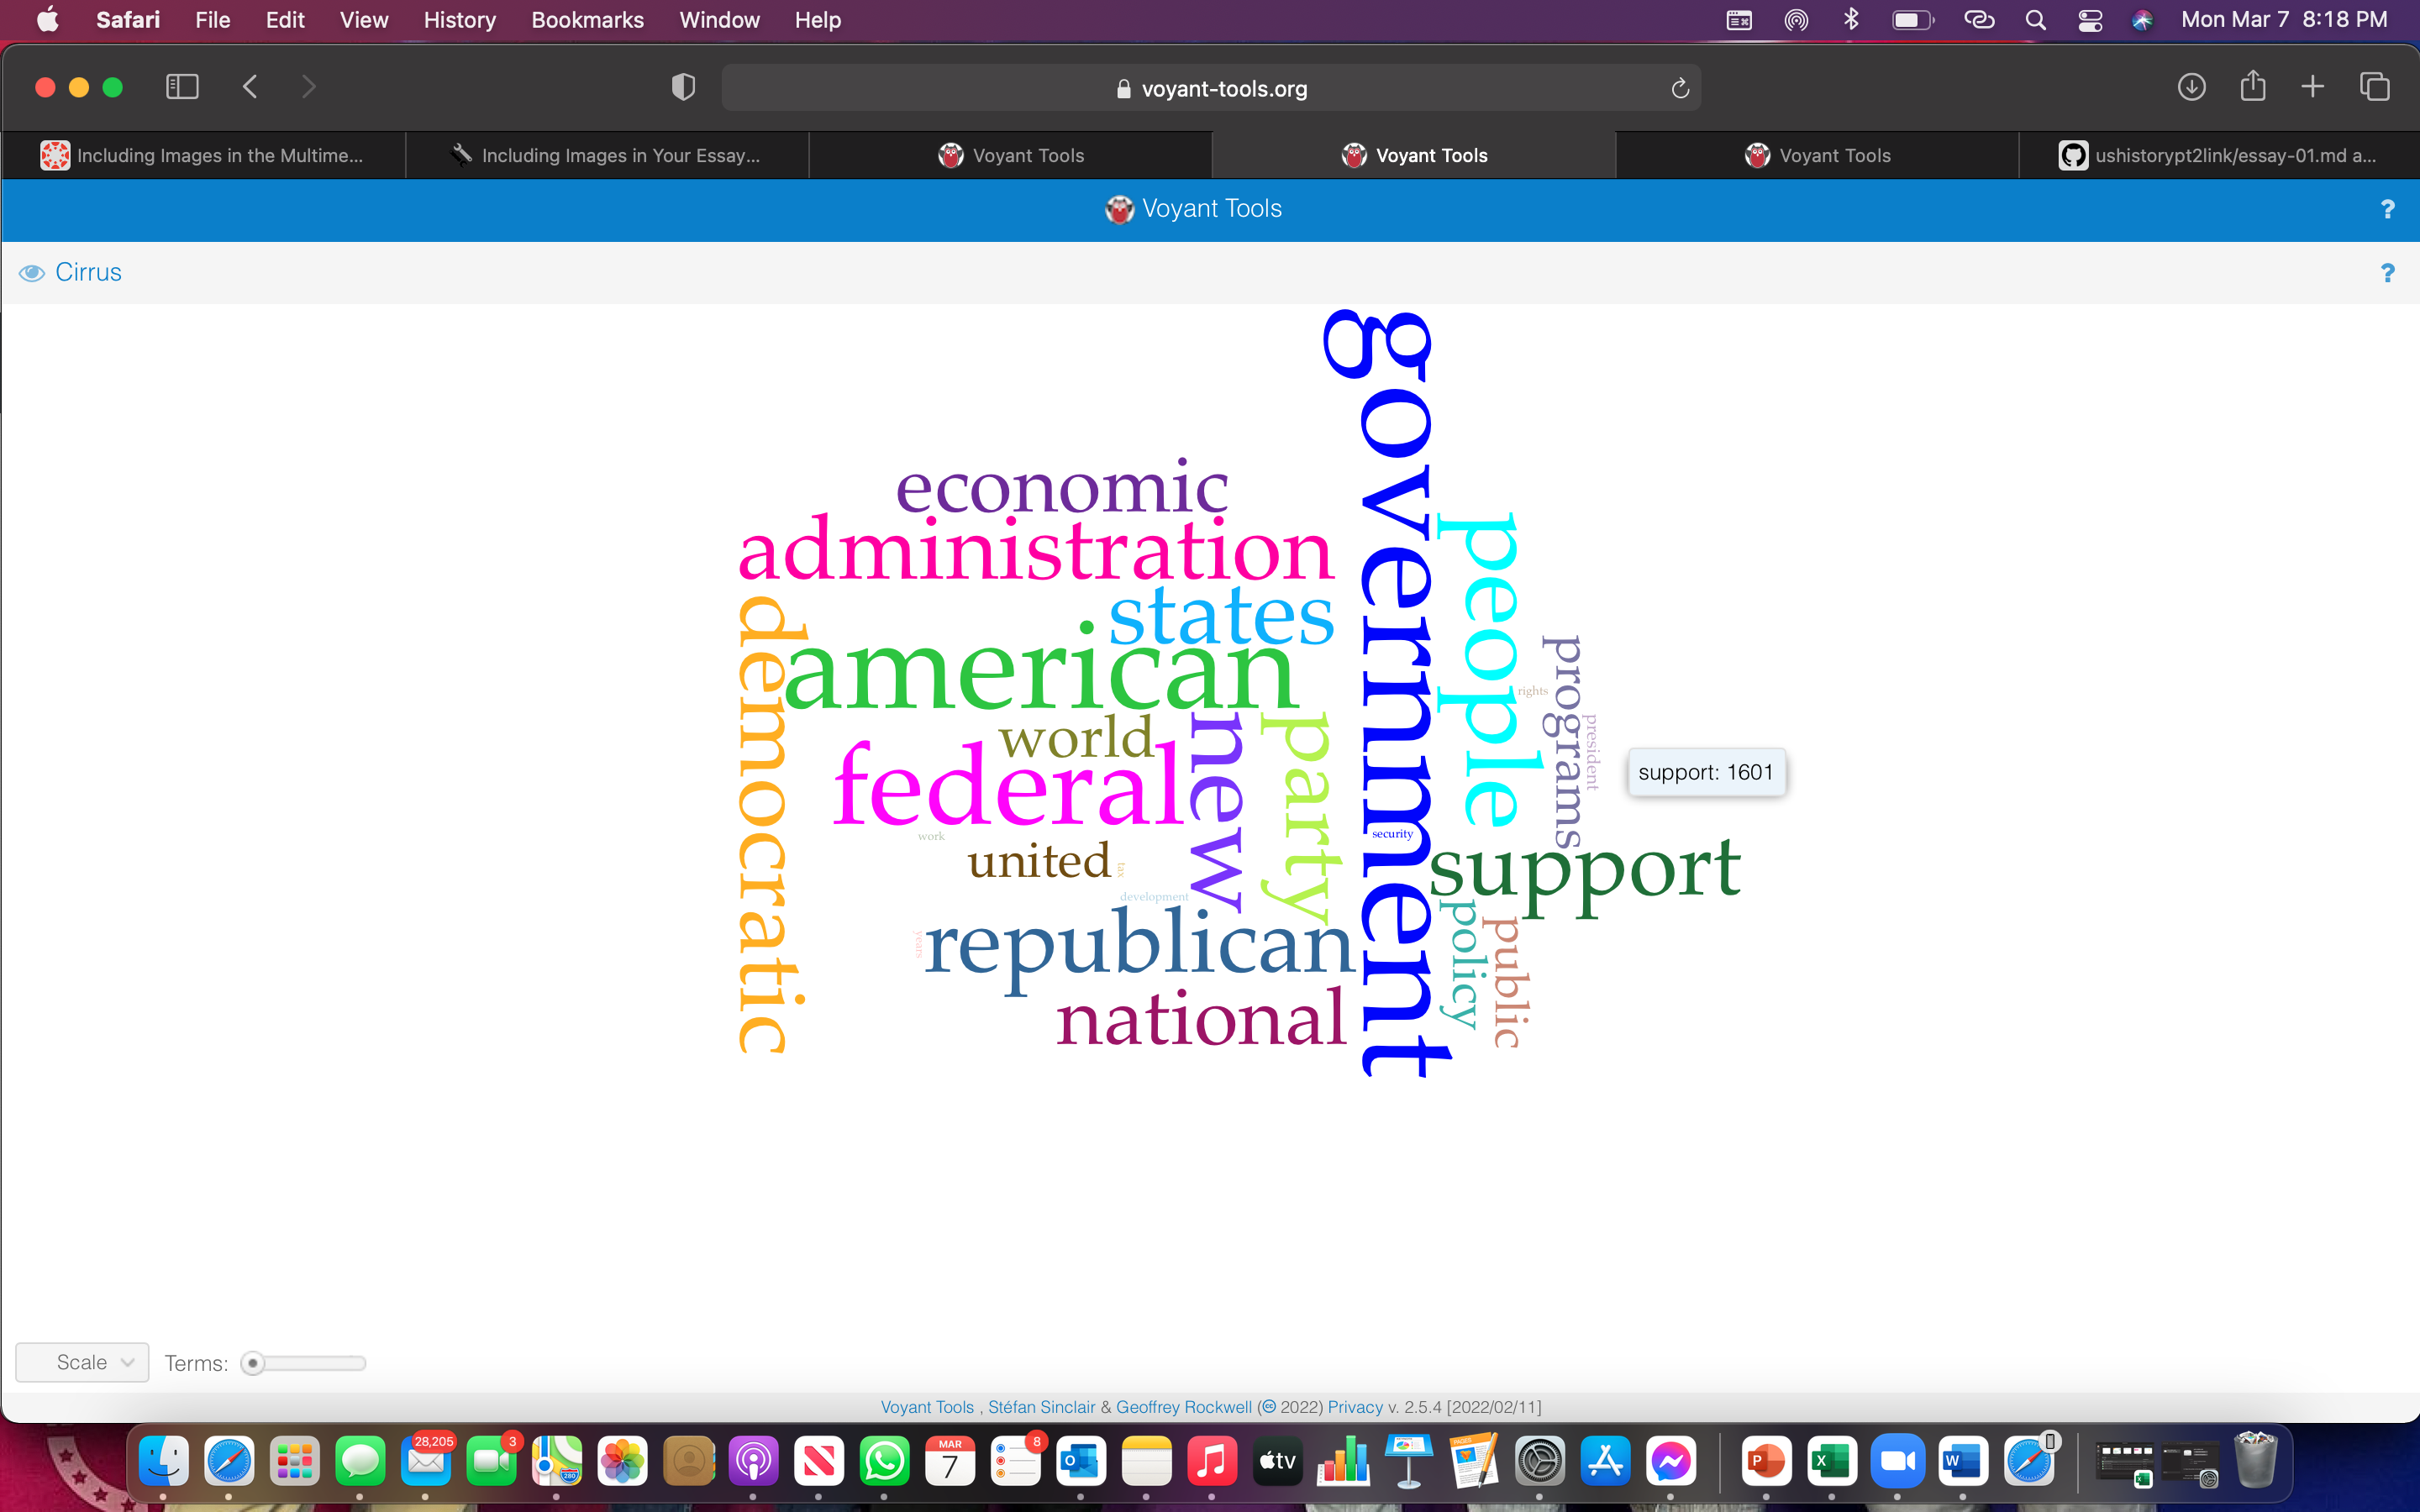 Safari File Edit View History Bookmarks Window Help Mon Mar 7 8:18 PM
voyant-tools.org
Including Images in the Multime... Including Images in Your Essay... Voyant Tools Voyant Tools Voyant Tools ushistorypt2link/essay-01.md a...
Voyant Tools ?
Cirrus ?
government
economic
administration
people
states
democratic
american
programs
rights
world
new
party
president
federal
support: 1601
work
security
united
tax
support
development
republican
years
policy
public
national
Scale Terms:
Voyant Tools , Stéfan Sinclair & Geoffrey Rockwell (cc 2022) Privacy v. 2.5.4 [2022/02/11]
28,205 3 MAR 8
280 7 O tv P X W